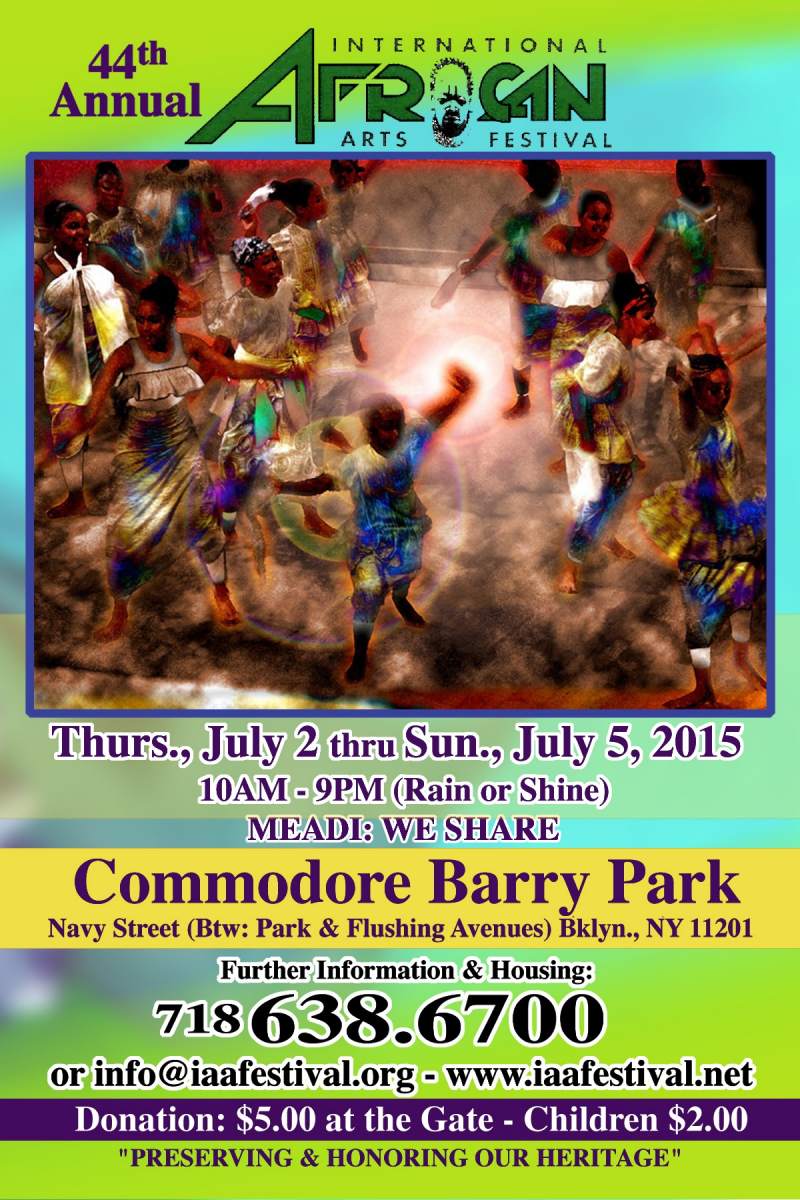 44th
Annual
INTERNATIONAL
AFRICAN
ARTS FESTIVAL
Thurs., July 2 thru Sun., July 5, 2015
10AM - 9PM (Rain or Shine)
MEADI: WE SHARE
Commodore Barry Park
Navy Street (Btw: Park & Flushing Avenues) Bklyn., NY 11201
Further Information & Housing:
718 638.6700
or info@iaafestival.org - www.iaafestival.net
Donation: $5.00 at the Gate - Children $2.00
"PRESERVING & HONORING OUR HERITAGE"